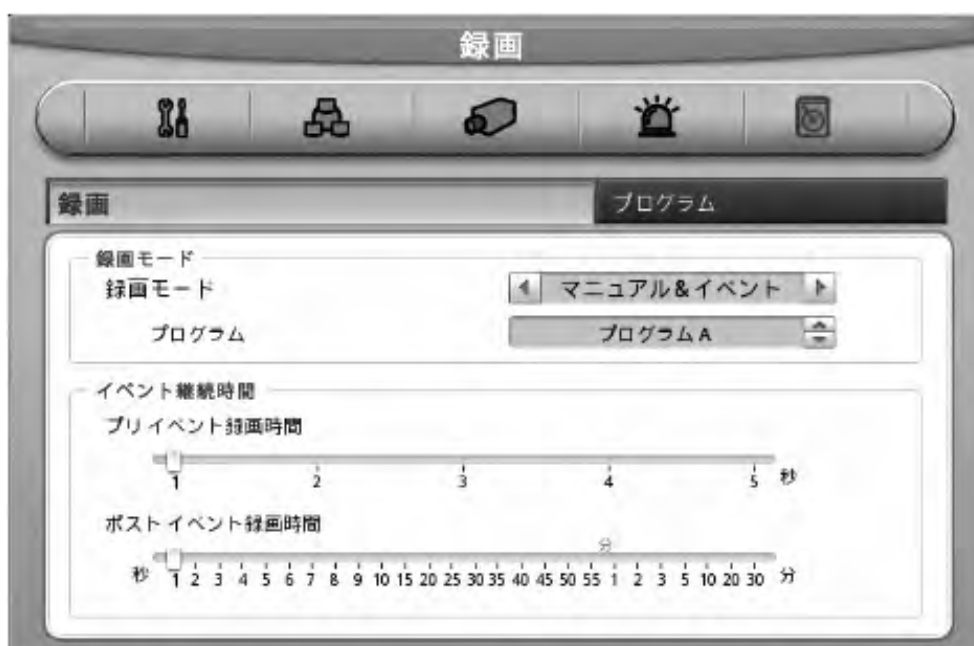 録画
録画
プログラム
録画モード
録画モード
マニュアル&イベント
プログラム
プログラム A
イベント継続時間
プリ イベント録画時間
1 2 3 4 5 秒
ポスト イベント録画時間
分
秒 1 2 3 4 5 6 7 8 9 10 15 20 25 30 35 40 45 50 55 1 2 3 5 10 20 30 分